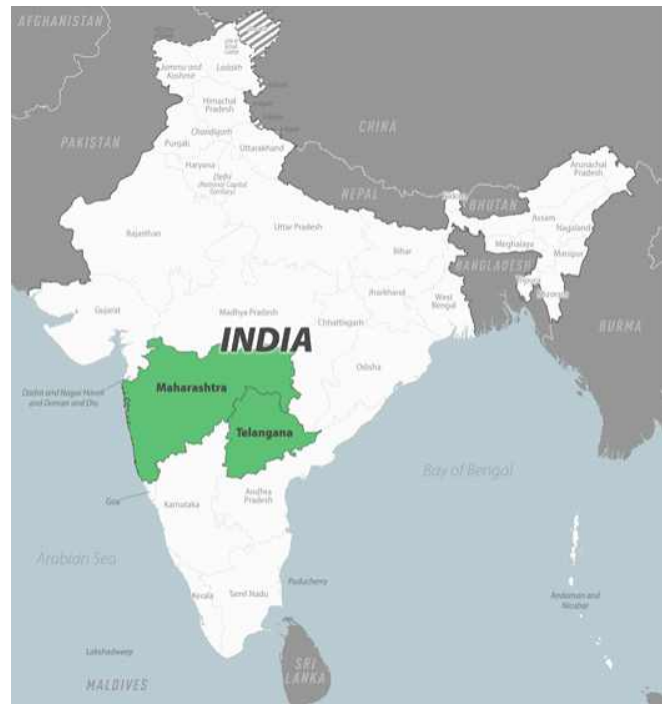 AFGHANISTAN
Jammu and
Kashmir
Ladakh
Himachal
Pradesh
CHINA
PAKISTAN
Chandigarh
Punjab
Uttarakhand
Haryana
Delhi
(National Capital
Territory)
NEPAL
BHUTAN
Arunachal
Pradesh
Assam
Nagaland
Meghalaya
Manipur
BANGLADESH
Tripura
Mizoram
BURMA
Rajasthan
Uttar Pradesh
Bihar
Jharkhand
West
Bengal
Gujarat
Madhya Pradesh
Chhattisgarh
INDIA
Odisha
Maharashtra
Dadra and Nagar Haveli
and Daman and Diu
Telangana
Bay of Bengal
Goa
Karnataka
Andhra
Pradesh
Arabian Sea
Kerala
Tamil Nadu
Puducherry
Andaman and
Nicobar
Lakshadweep
SRI
LANKA
MALDIVES